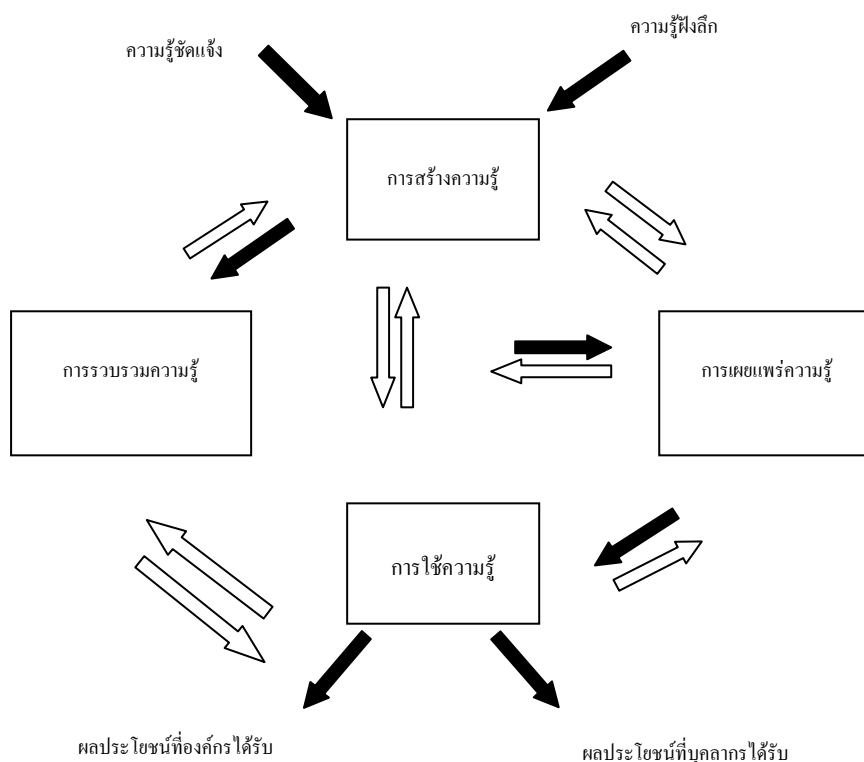 ความรู้ชัดแจ้ง
ความรู้ฝังลึก
การสร้างความรู้
การรวบรวมความรู้
การเผยแพร่ความรู้
การใช้ความรู้
ผลประโยชน์ที่องค์กรได้รับ
ผลประโยชน์ที่บุคลากรได้รับ